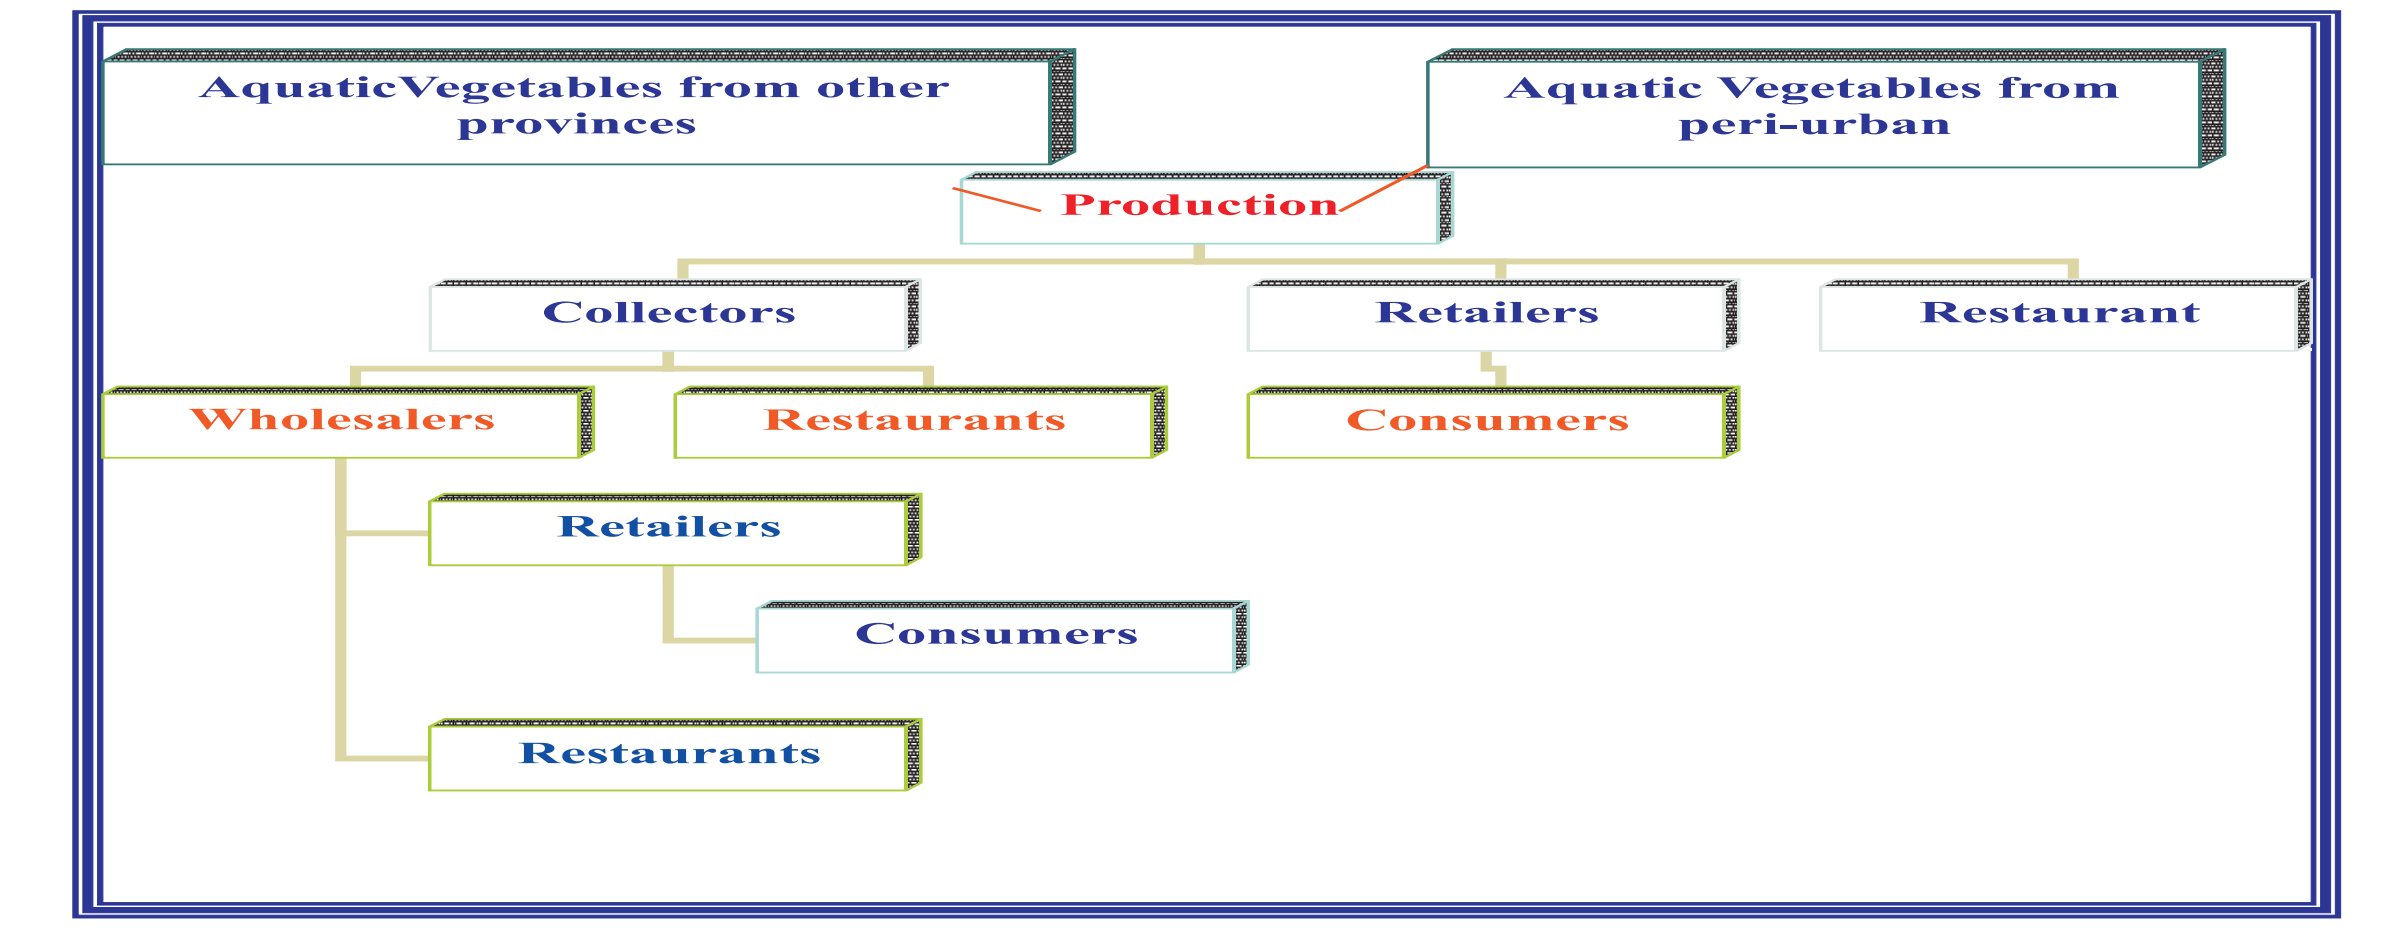 AquaticVegetables from other
provinces
Aquatic Vegetables from
peri-urban
Production
Collectors
Retailers
Restaurant
Wholesalers
Restaurants
Consumers
Retailers
Consumers
Restaurants